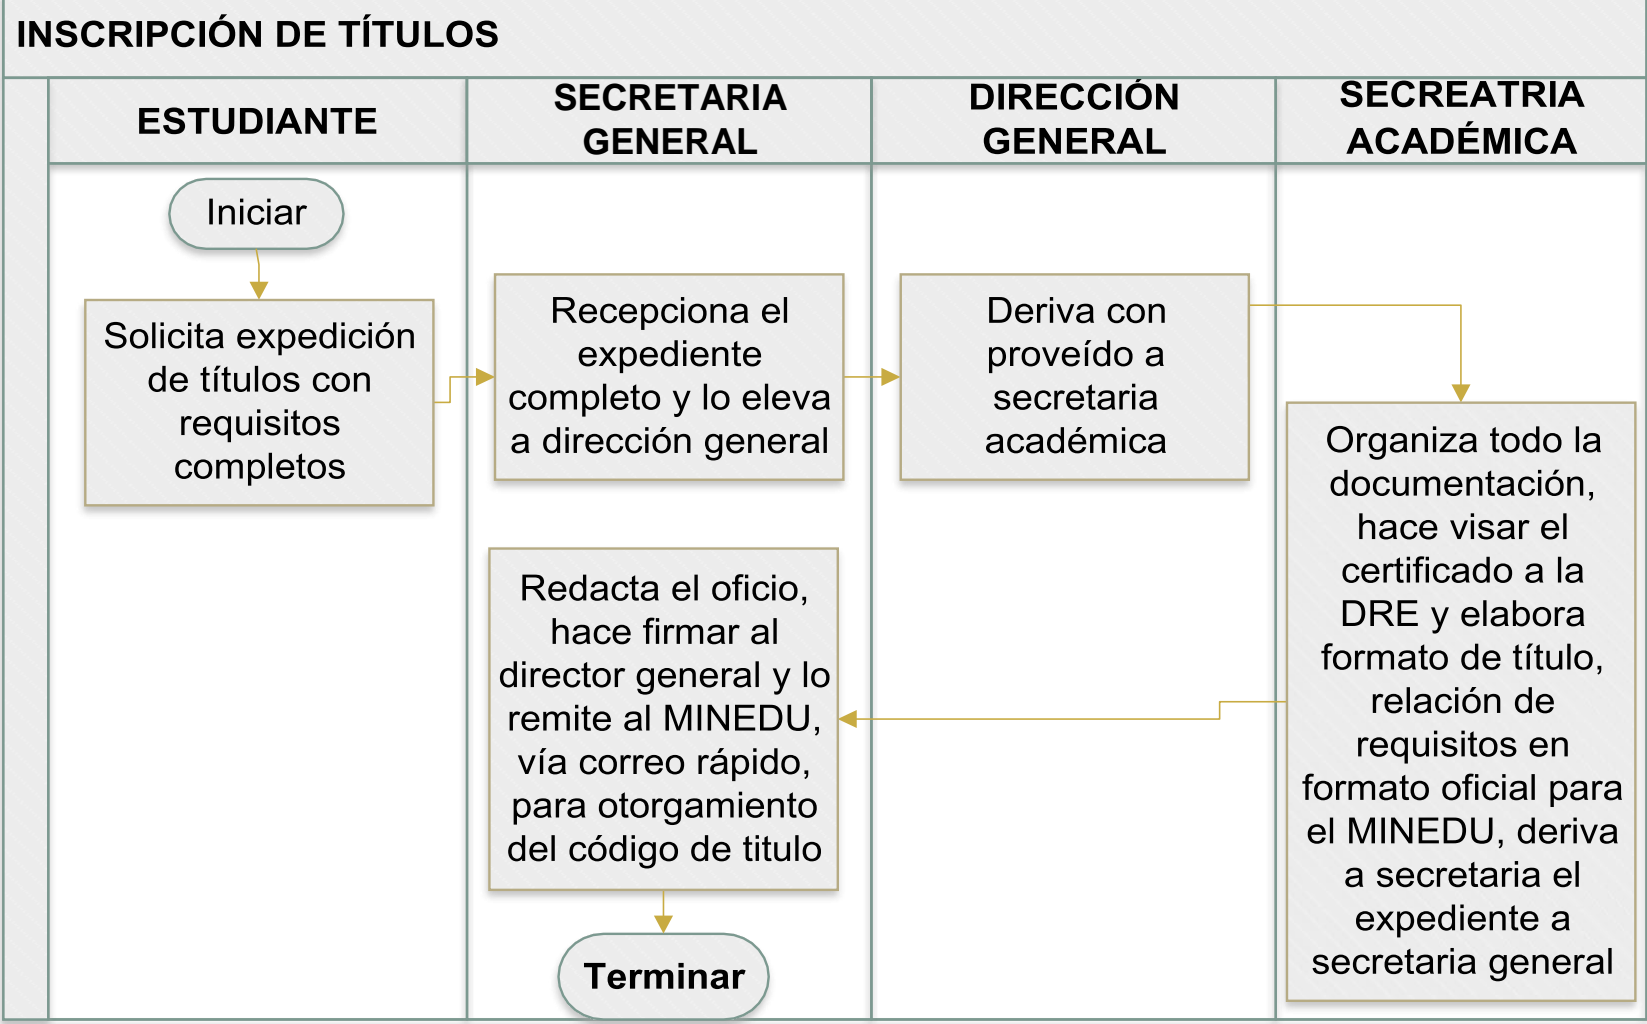 INSCRIPCIÓN DE TÍTULOS
ESTUDIANTE
SECRETARIA
GENERAL
DIRECCIÓN
GENERAL
SECREATRIA
ACADÉMICA
Iniciar
Solicita expedición
de títulos con
requisitos
completos
Recepciona el
expediente
completo y lo eleva
a dirección general
Deriva con
proveído a
secretaria
académica
Organiza todo la
documentación,
hace visar el
certificado a la
DRE y elabora
formato de título,
relación de
requisitos en
formato oficial para
el MINEDU, deriva
a secretaria el
expediente a
secretaria general
Redacta el oficio,
hace firmar al
director general y lo
remite al MINEDU,
vía correo rápido,
para otorgamiento
del código de titulo
Terminar